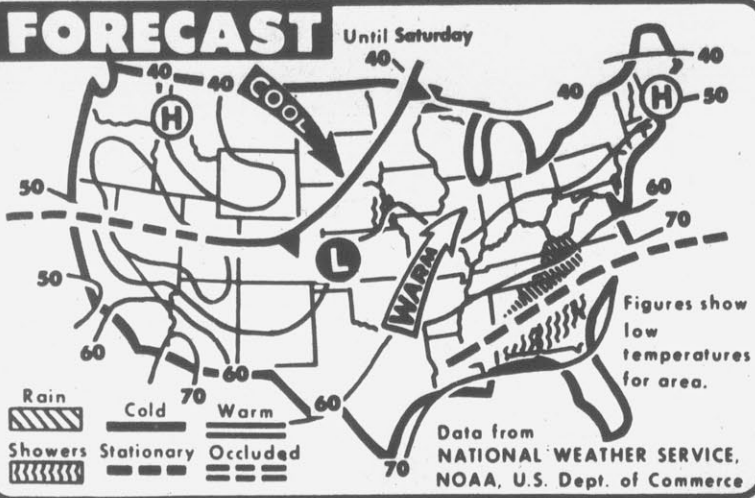 FORECAST
Until Saturday
40
40
40
40
40
COOL
H
H
50
50
60
70
50
L
WARM
60
70
60
60
70
Figures show
low
temperatures
for area.
Rain
Cold
Warm
Showers
Stationary
Occluded
Data from
NATIONAL WEATHER SERVICE,
NOAA, U.S. Dept. of Commerce